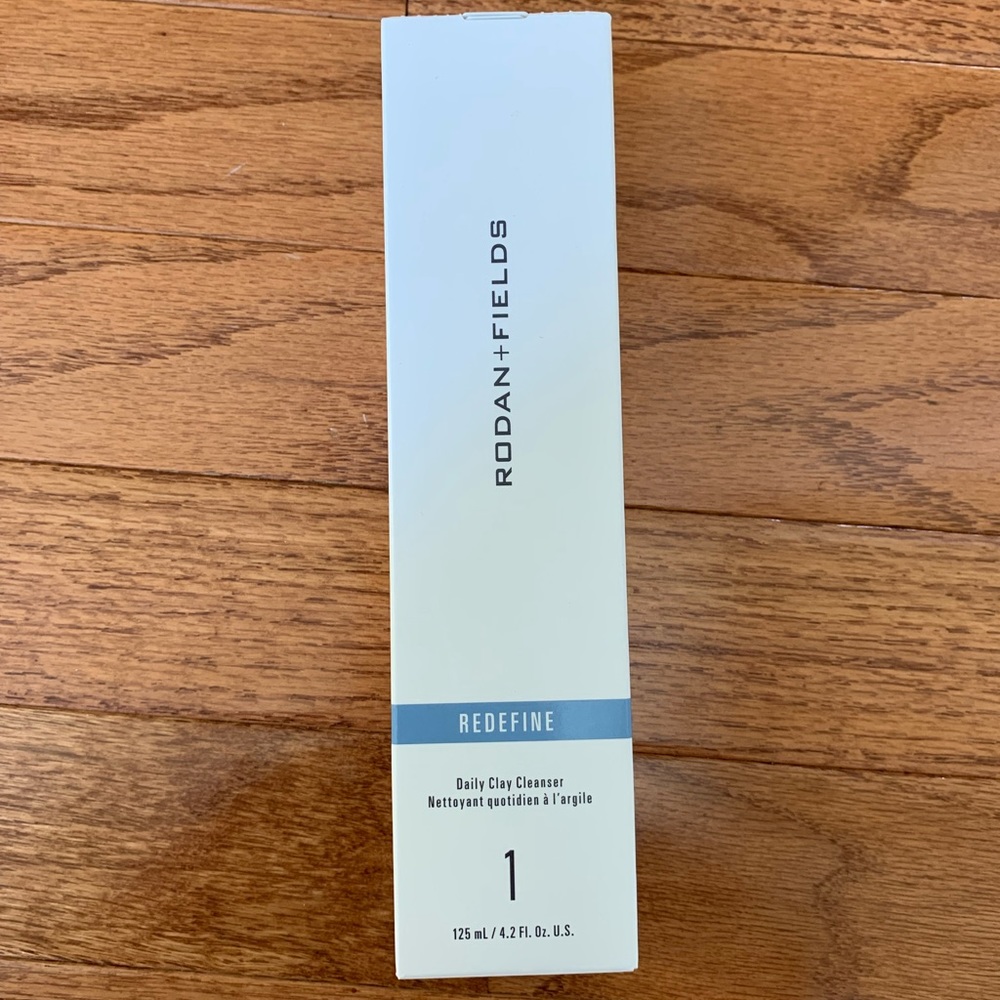 RODAN+FIELDS
REDEFINE
Daily Clay Cleanser
Nettoyant quotidien à l'argile
1
125 mL / 4.2 Fl. Oz. U.S.